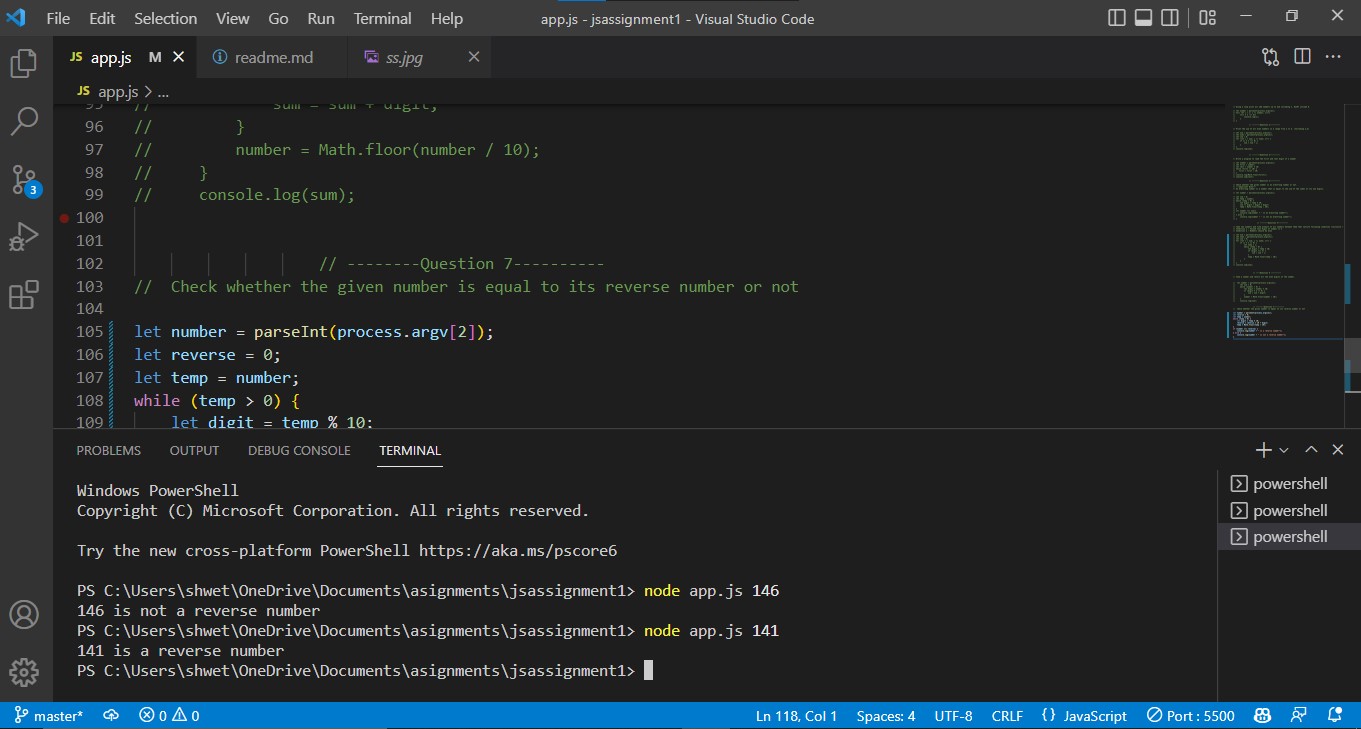 File Edit Selection View Go Run Terminal Help app.js - jsassignment1 - Visual Studio Code
JS app.js M readme.md ss.jpg
JS app.js > ...
95 // sum = sum + digit;
96 // }
97 // number = Math.floor(number / 10);
98 // }
99 // console.log(sum);
100
101
102 // --------Question 7----------
103 // Check whether the given number is equal to its reverse number or not
104
105 let number = parseInt(process.argv[2]);
106 let reverse = 0;
107 let temp = number;
108 while (temp > 0) {
109 let digit = temp % 10;
PROBLEMS OUTPUT DEBUG CONSOLE TERMINAL
Windows PowerShell
Copyright (C) Microsoft Corporation. All rights reserved.
Try the new cross-platform PowerShell https://aka.ms/pscore6
PS C:\Users\shwet\OneDrive\Documents\asignments\jsassignment1> node app.js 146
146 is not a reverse number
PS C:\Users\shwet\OneDrive\Documents\asignments\jsassignment1> node app.js 141
141 is a reverse number
PS C:\Users\shwet\OneDrive\Documents\asignments\jsassignment1>
powershell
powershell
powershell
3
master* 0 0 Ln 118, Col 1 Spaces: 4 UTF-8 CRLF {} JavaScript Port : 5500